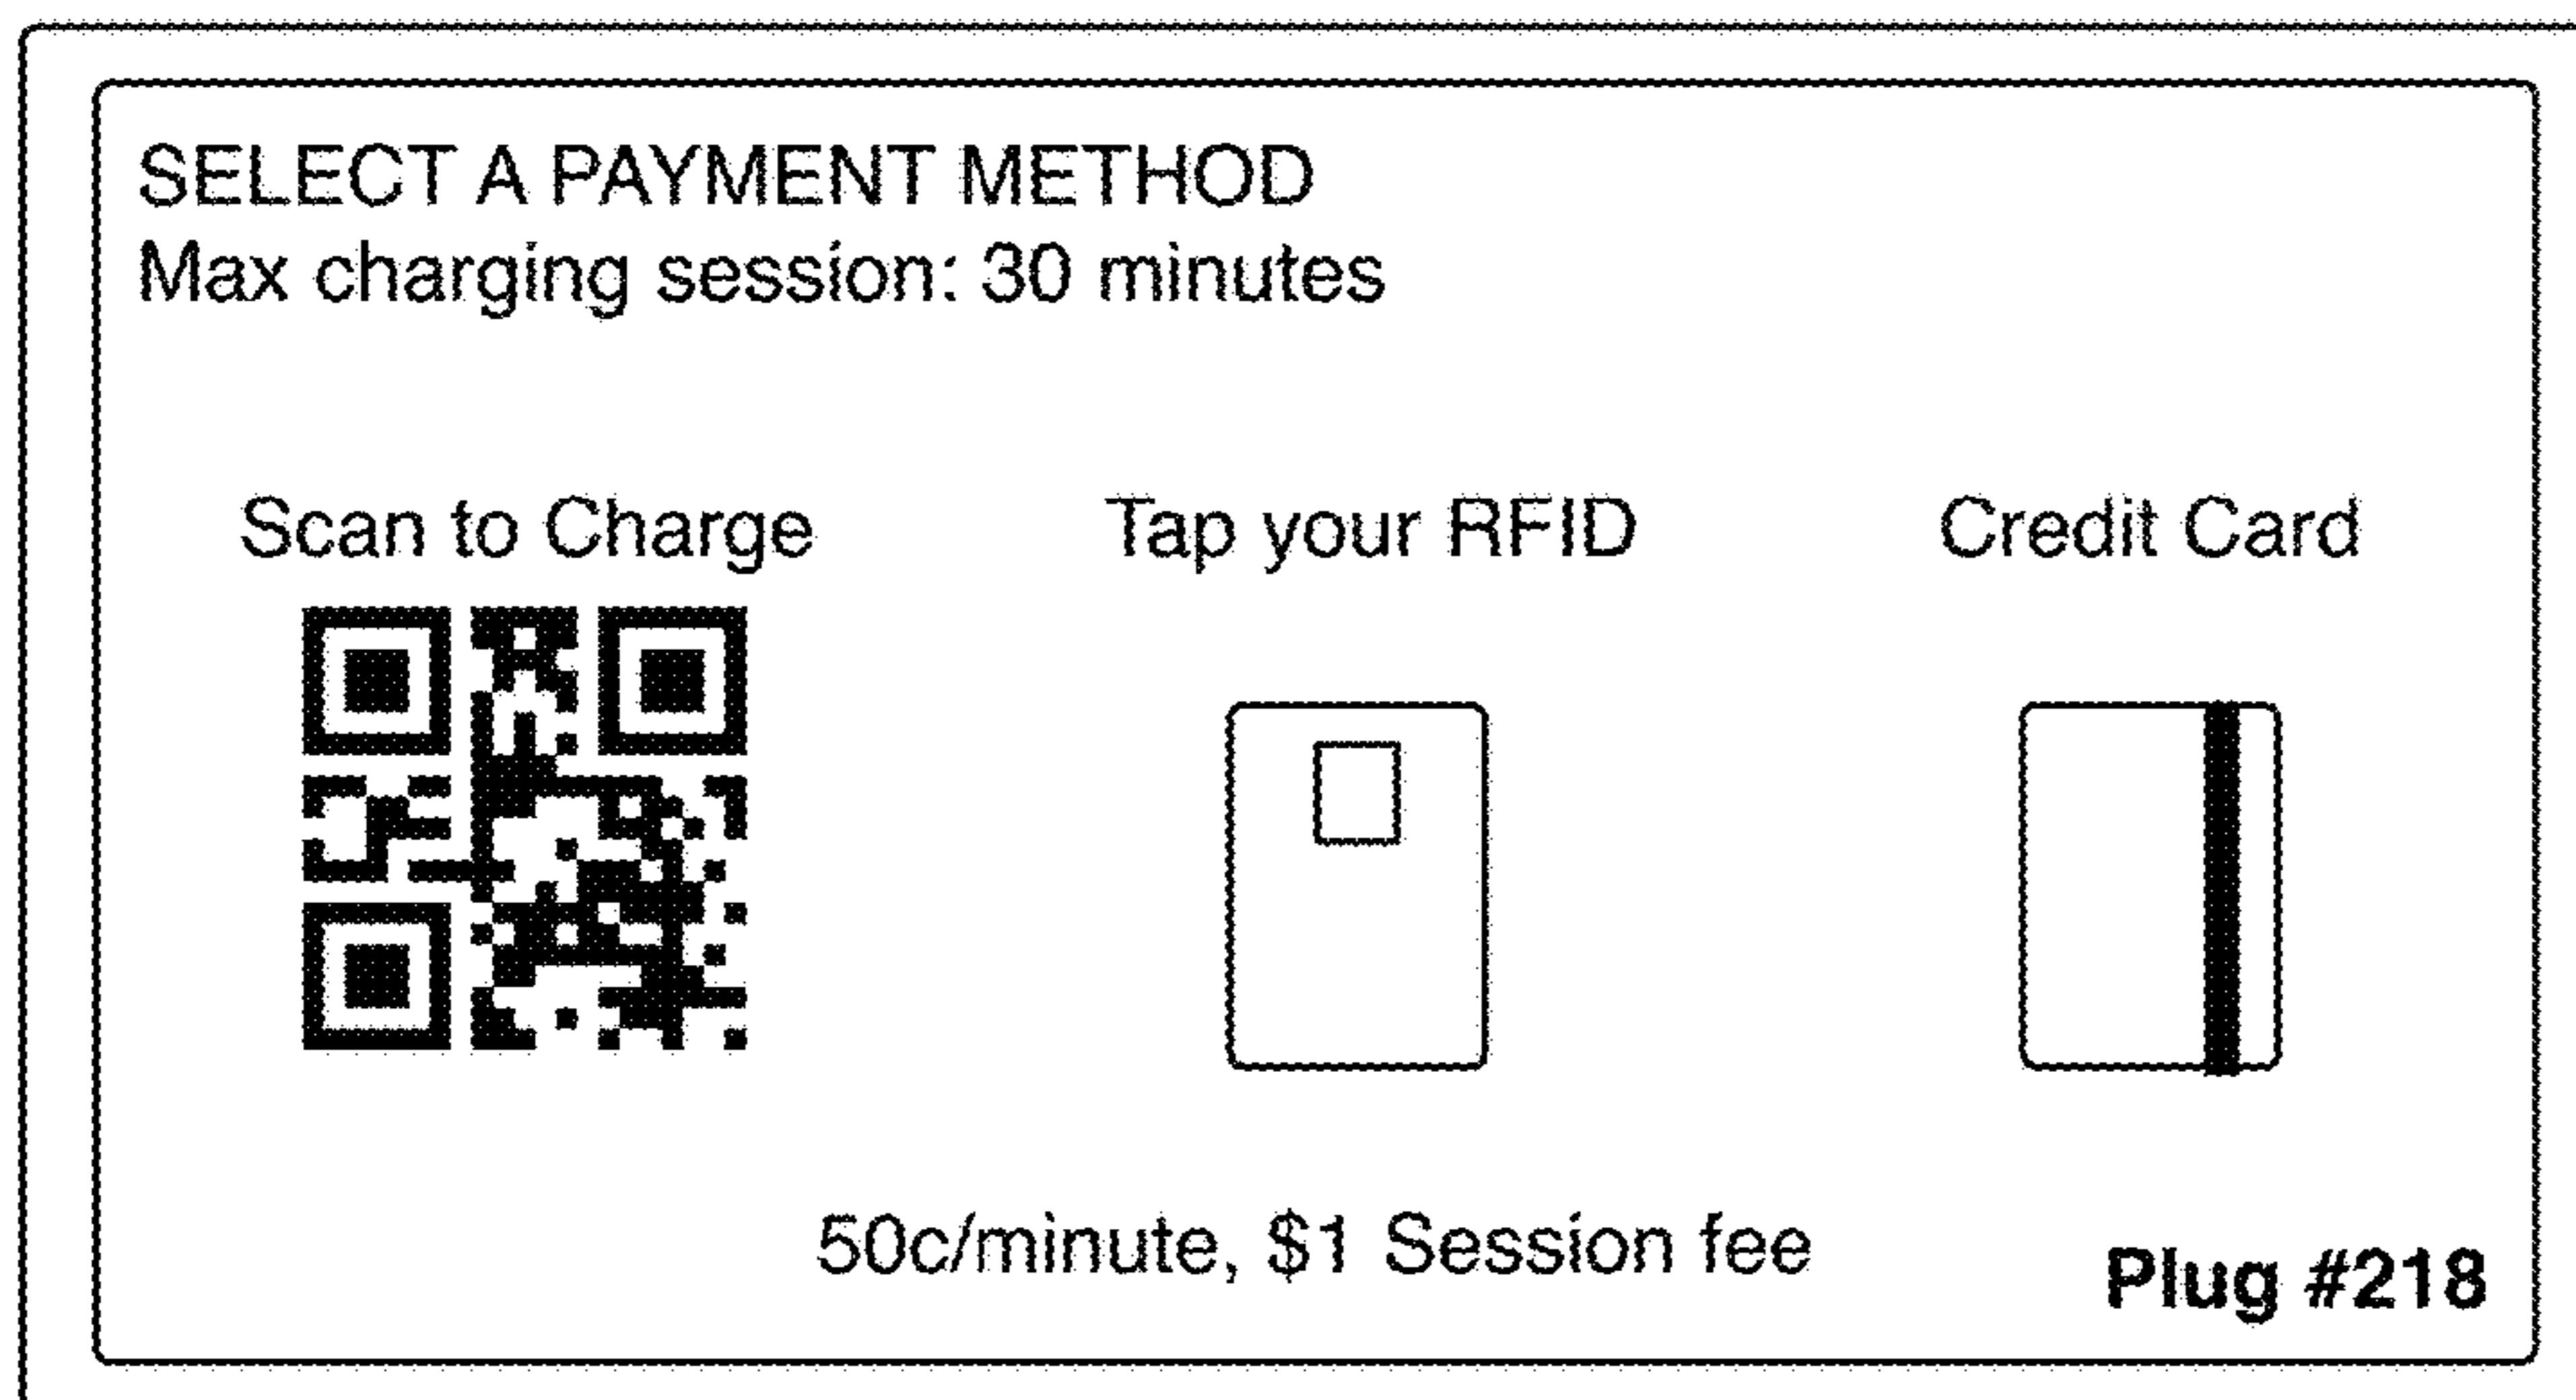 SELECT A PAYMENT METHOD
Max charging session: 30 minutes
Scan to Charge
Tap your RFID
Credit Card
50c/minute, $1 Session fee
Plug #218